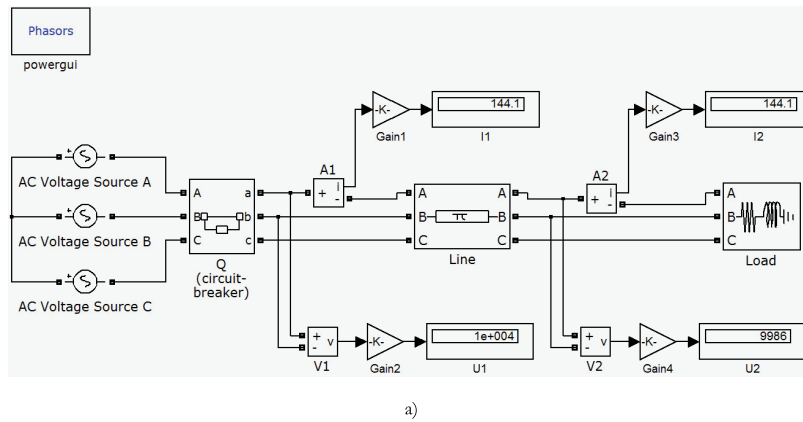 Phasors
powergui
-K-
144.1
Gain1
I1
-K-
144.1
Gain3
I2
AC Voltage Source A
AC Voltage Source B
AC Voltage Source C
A
a
B
b
C
c
Q
(circuit-
breaker)
A1
+
i
-
A
A
B
π
B
C
C
Line
A2
+
i
-
A
B
C
Load
+
v
-
V1
-K-
Gain2
1e+004
U1
+
v
-
V2
-K-
Gain4
9986
U2
a)